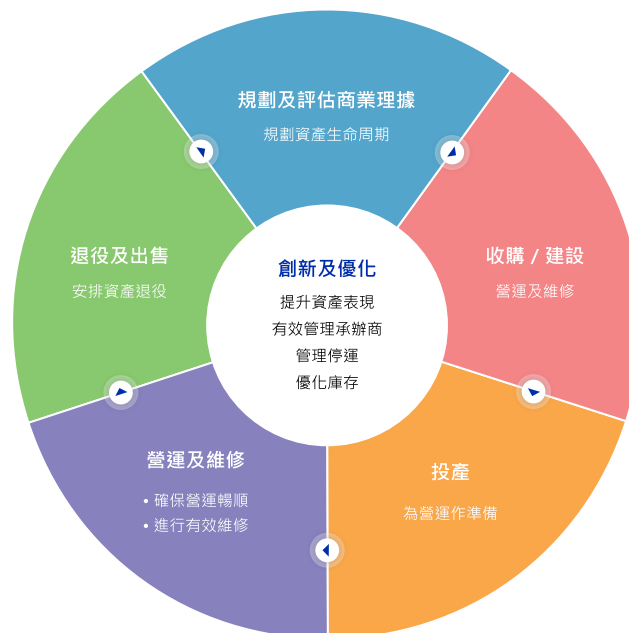 規劃及評估商業理據
規劃資產生命周期
收購 / 建設
營運及維修
投產
為營運作準備
營運及維修
• 確保營運暢順
• 進行有效維修
退役及出售
安排資產退役
創新及優化
提升資產表現
有效管理承辦商
管理停運
優化庫存